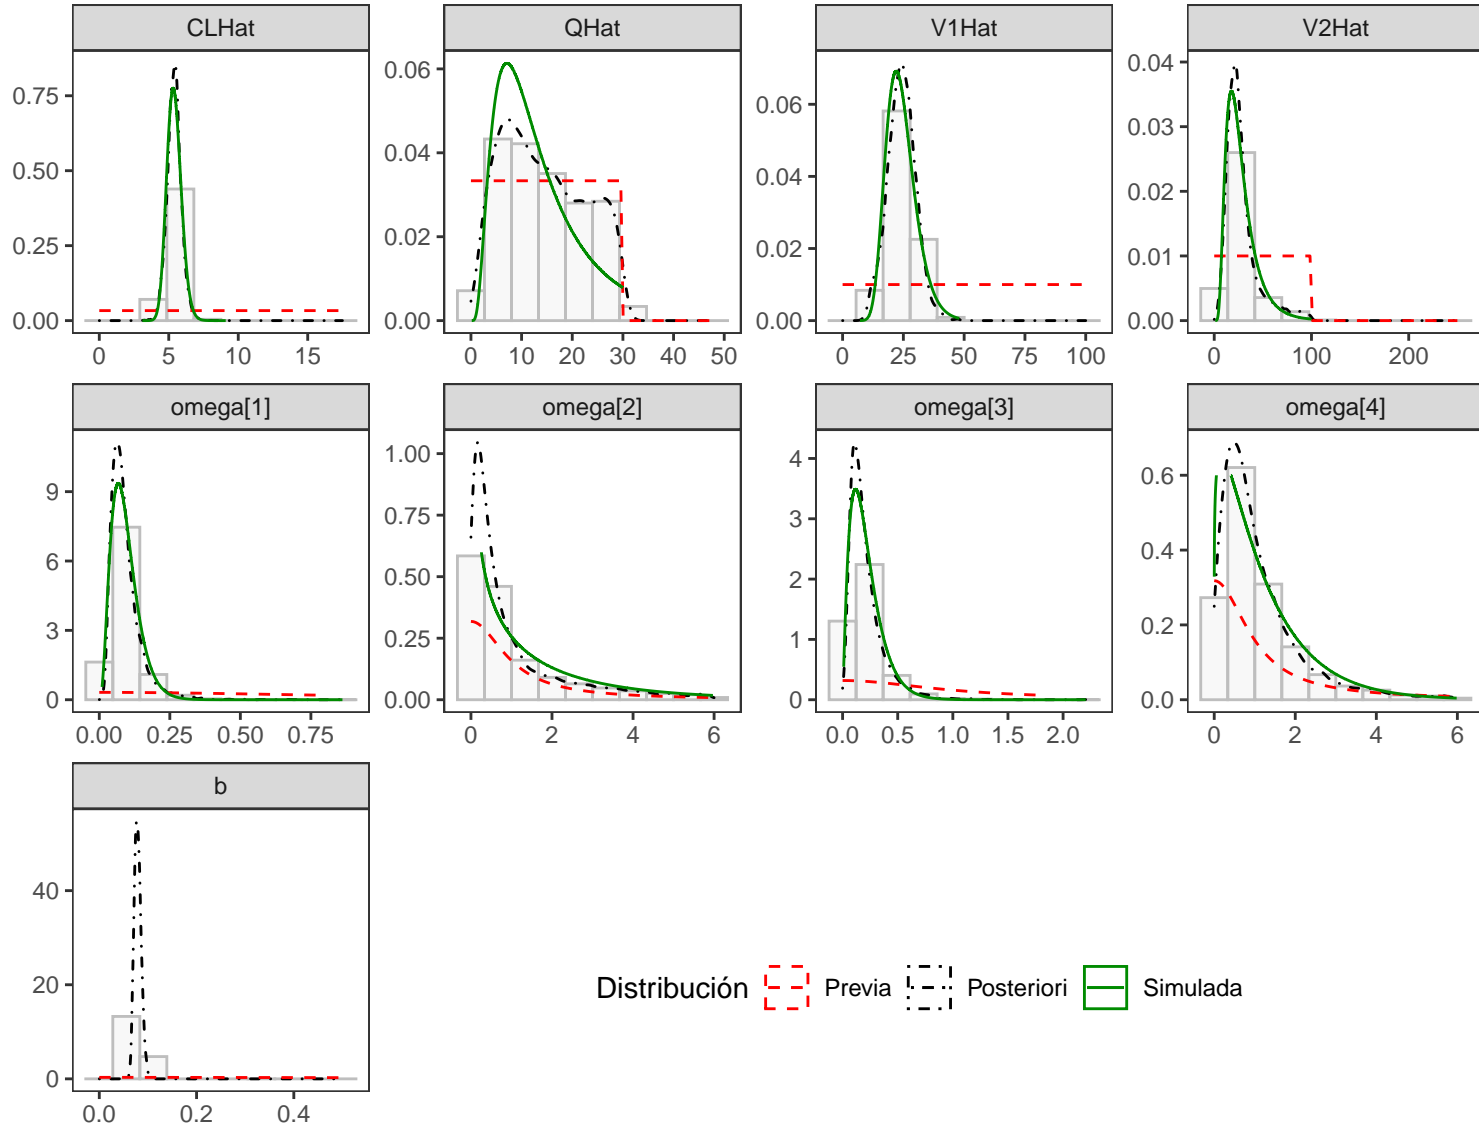 CLHat QHat V1Hat V2Hat
0.75 0.50 0.25 0.00
0 5 10 15
0.06 0.04 0.02 0.00
0 10 20 30 40 50
0.06 0.04 0.02 0.00
0 25 50 75 100
0.04 0.03 0.02 0.01 0.00
0 100 200
omega[1] omega[2] omega[3] omega[4]
9 6 3 0
0.00 0.25 0.50 0.75
1.00 0.75 0.50 0.25 0.00
0 2 4 6
4 3 2 1 0
0.0 0.5 1.0 1.5 2.0
0.6 0.4 0.2 0.0
0 2 4 6
b
40 20 0
0.0 0.2 0.4
Distribución Previa Posteriori Simulada